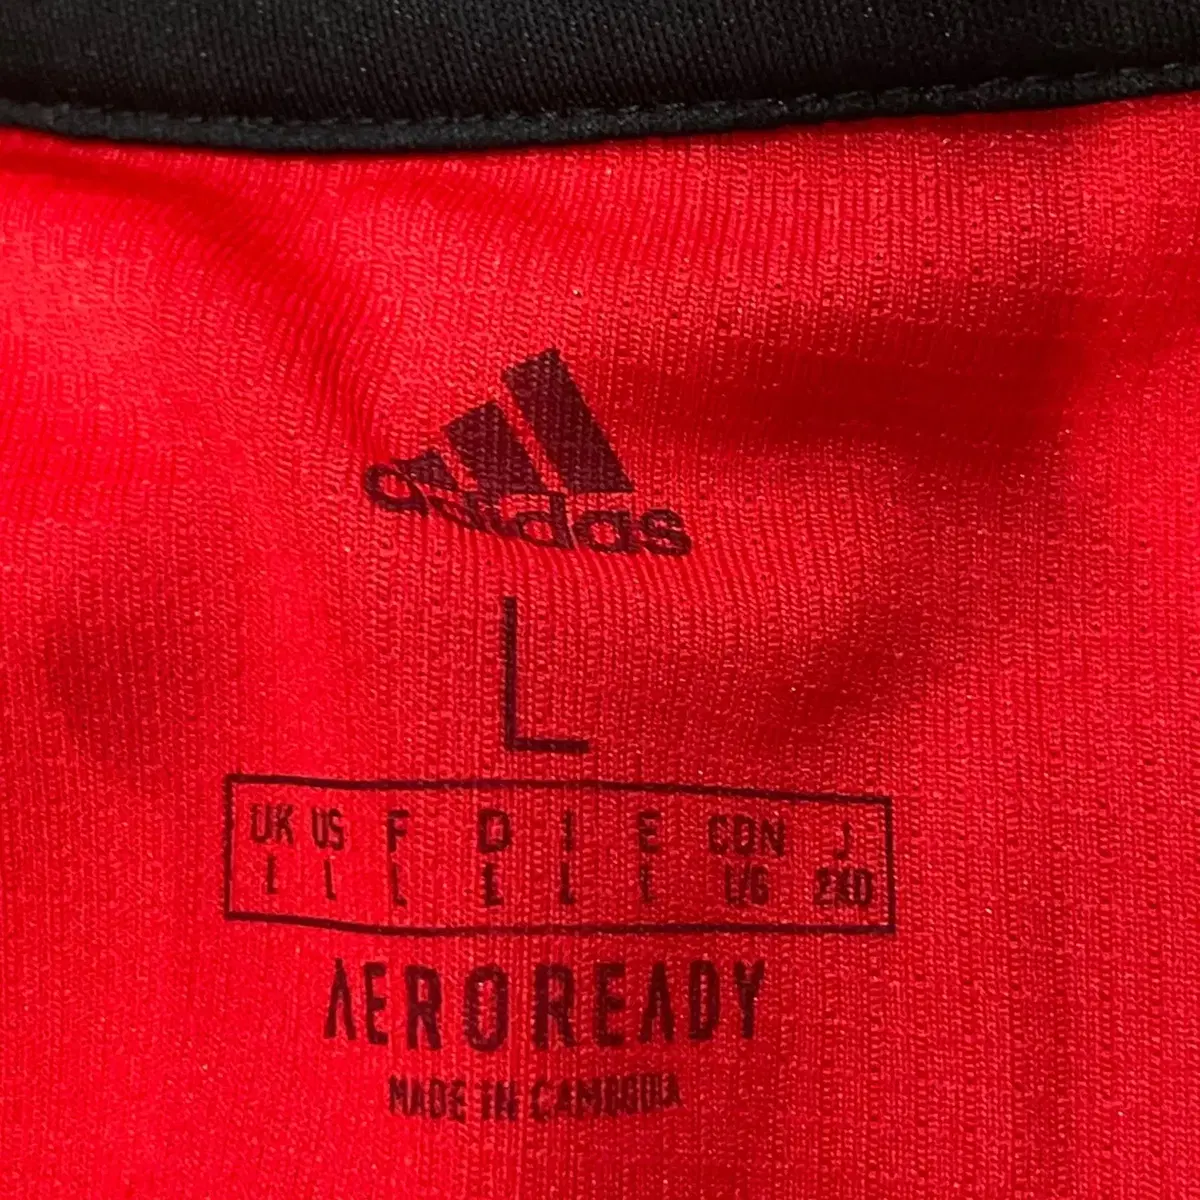 adidas
L
UK US F D I E CDN J
L L L L L L L/G 2XO
AEROREADY
MADE IN CAMBODIA